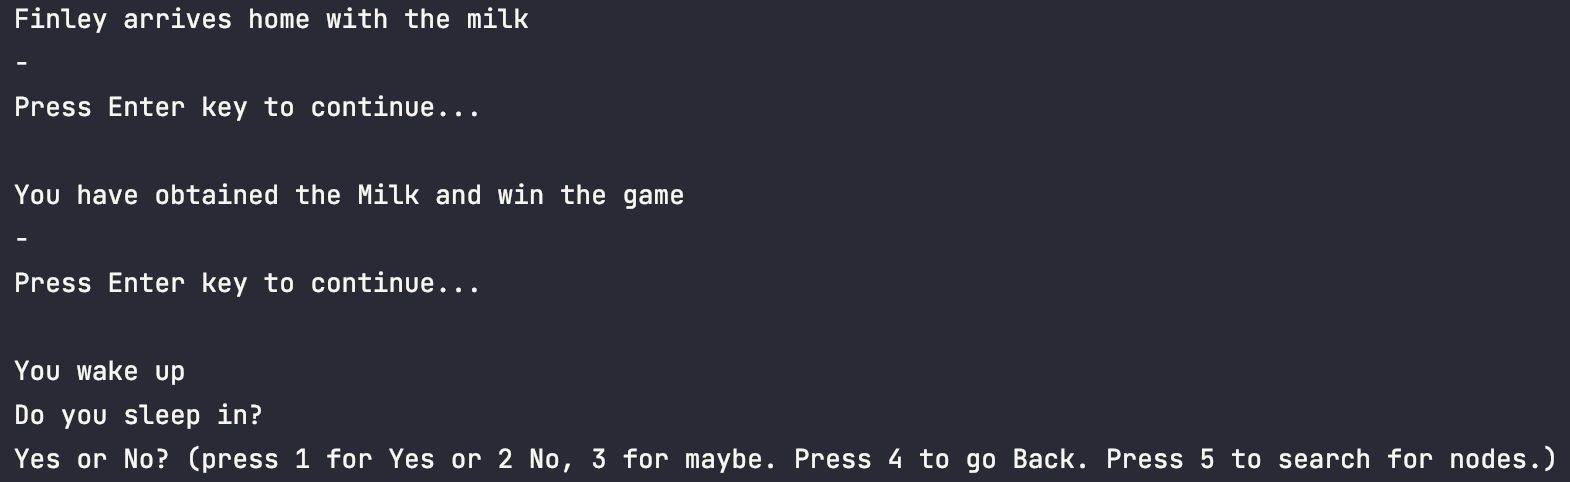 Finley arrives home with the milk
-
Press Enter key to continue...
You have obtained the Milk and win the game
-
Press Enter key to continue...
You wake up
Do you sleep in?
Yes or No? (press 1 for Yes or 2 No, 3 for maybe. Press 4 to go Back. Press 5 to search for nodes.)